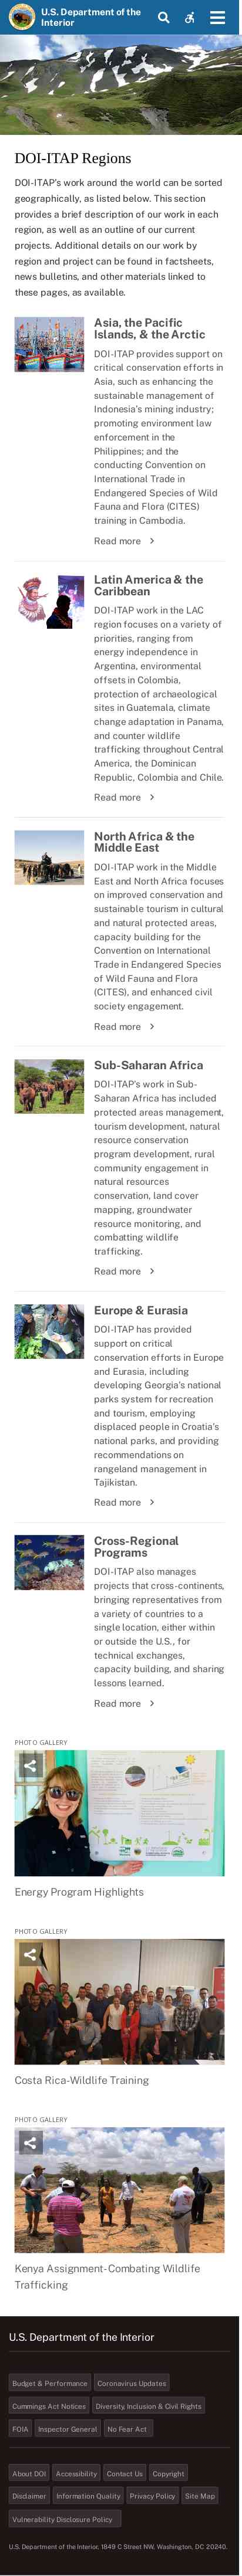 U.S. Department of the
Interior
DOI-ITAP Regions
DOI-ITAP's work around the world can be sorted
geographically, as listed below. This section
provides a brief description of our work in each
region, as well as an outline of our current
projects. Additional details on our work by
region and project can be found in factsheets,
news bulletins, and other materials linked to
these pages, as available.
Asia, the Pacific
Islands, & the Arctic
DOI-ITAP provides support on
critical conservation efforts in
Asia, such as enhancing the
sustainable management of
Indonesia's mining industry;
promoting environment law
enforcement in the
Philippines; and the
conducting Convention on
International Trade in
Endangered Species of Wild
Fauna and Flora (CITES)
training in Cambodia.
Read more
Latin America & the
Caribbean
DOI-ITAP work in the LAC
region focuses on a variety of
priorities, ranging from
energy independence in
Argentina, environmental
offsets in Colombia,
protection of archaeological
sites in Guatemala, climate
change adaptation in Panama,
and counter wildlife
trafficking throughout Central
America, the Dominican
Republic, Colombia and Chile.
Read more
North Africa & the
Middle East
DOI-ITAP work in the Middle
East and North Africa focuses
on improved conservation and
sustainable tourism in cultural
and natural protected areas,
capacity building for the
Convention on International
Trade in Endangered Species
of Wild Fauna and Flora
(CITES), and enhanced civil
society engagement.
Read more
Sub-Saharan Africa
DOI-ITAP's work in Sub-
Saharan Africa has included
protected areas management,
tourism development, natural
resource conservation
program development, rural
community engagement in
natural resources
conservation, land cover
mapping, groundwater
resource monitoring, and
combatting wildlife
trafficking.
Read more
Europe & Eurasia
DOI-ITAP has provided
support on critical
conservation efforts in Europe
and Eurasia, including
developing Georgia's national
parks system for recreation
and tourism, employing
displaced people in Croatia's
national parks, and providing
recommendations on
rangeland management in
Tajikistan.
Read more
Cross-Regional
Programs
DOI-ITAP also manages
projects that cross-continents,
bringing representatives from
a variety of countries to a
single location, either within
or outside the U.S., for
technical exchanges,
capacity building, and sharing
lessons learned.
Read more
PHOTO GALLERY
Energy Program Highlights
PHOTO GALLERY
Costa Rica-Wildlife Training
PHOTO GALLERY
Kenya Assignment-Combating Wildlife
Trafficking
U.S. Department of the Interior
Budget & Performance
Coronavirus Updates
Cummings Act Notices
Diversity, Inclusion & Civil Rights
FOIA
Inspector General
No Fear Act
About DOI
Accessibility
Contact Us
Copyright
Disclaimer
Information Quality
Privacy Policy
Site Map
Vulnerability Disclosure Policy
U.S. Department of the Interior, 1849 C Street NW, Washington, DC 20240.